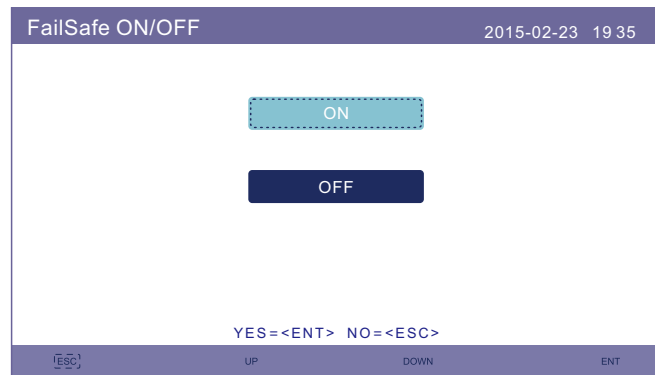 FailSafe ON/OFF 2015-02-23 19 35
ON
OFF
YES=<ENT> NO=<ESC>
ESC UP DOWN ENT